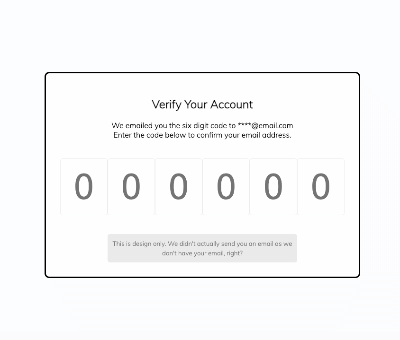 Verify Your Account
We emailed you the six digit code to ****@email.com
Enter the code below to confirm your email address.
0 0 0 0 0 0
This is design only. We didn't actually send you an email as we
don't have your email, right?